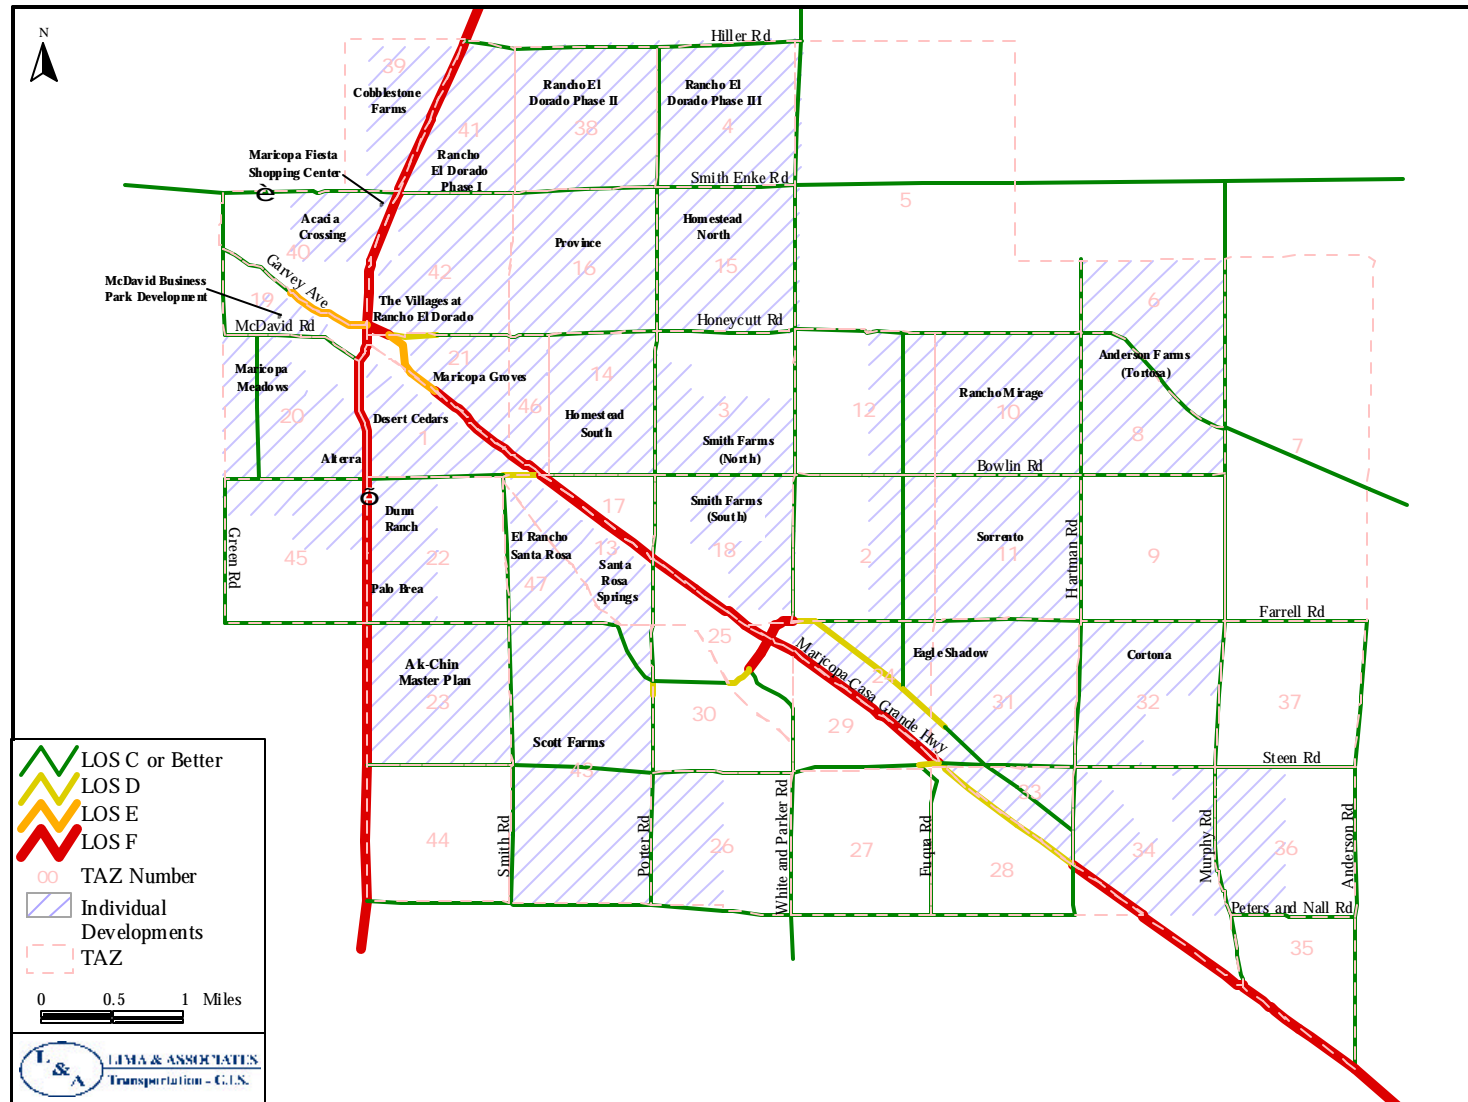 N
Hiller Rd
39
Cobblestone
Farms
Rancho El
Dorado Phase II
38
Rancho El
Dorado Phase III
4
41
Maricopa Fiesta
Shopping Center
Rancho
El Dorado
Phase I
Smith Enke Rd
5
Acacia
Crossing
40
Province
16
Homestead
North
15
Garvey Ave
42
McDavid Business
Park Development
19
The Villages at
Rancho El Dorado
6
McDavid Rd
Honeycutt Rd
Maricopa
Meadows
20
21
Maricopa Groves
14
Anderson Farms
(Tortosa)
8
Rancho Mirage
10
46
Homestead
South
3
12
Desert Cedars
1
Smith Farms
(North)
7
Alterra
Bowlin Rd
Dunn
Ranch
17
Smith Farms
(South)
18
El Rancho
Santa Rosa
47
13
Santa
Rosa
Springs
Sorrento
11
Hartman Rd
9
Green Rd
45
22
2
Palo Brea
Farrell Rd
25
Maricopa-Casa Grande Hwy
24
Eagle Shadow
Cortona
Ak-Chin
Master Plan
23
30
29
31
32
37
Scott Farms
43
Steen Rd
33
44
Smith Rd
Porter Rd
26
White and Parker Rd
27
Fuqua Rd
28
34
Murphy Rd
36
Anderson Rd
Peters and Nall Rd
35
LOS C or Better
LOS D
LOS E
LOS F
00 TAZ Number
Individual
Developments
TAZ
0 0.5 1 Miles
L & A
LIMA & ASSOCIATES
Transportation - G.I.S.